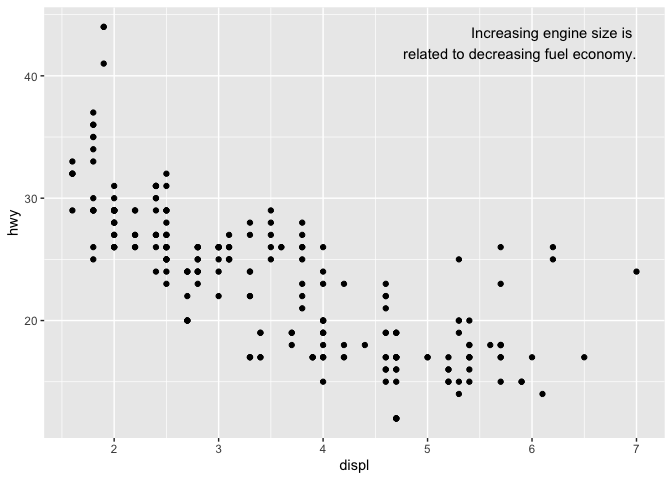 Increasing engine size is
related to decreasing fuel economy.
40
30
20
hwy
2 3 4 5 6 7
displ